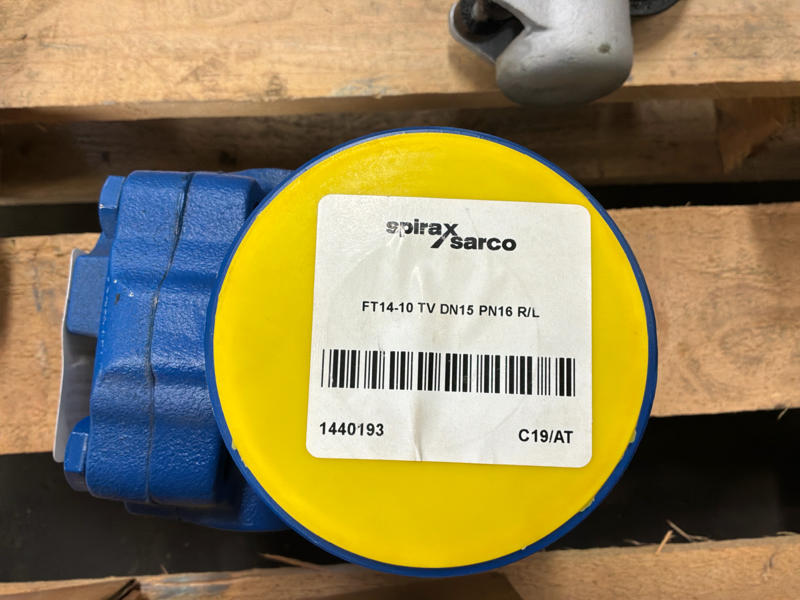 spirax
sarco
FT14-10 TV DN15 PN16 R/L
1440193
C19/AT